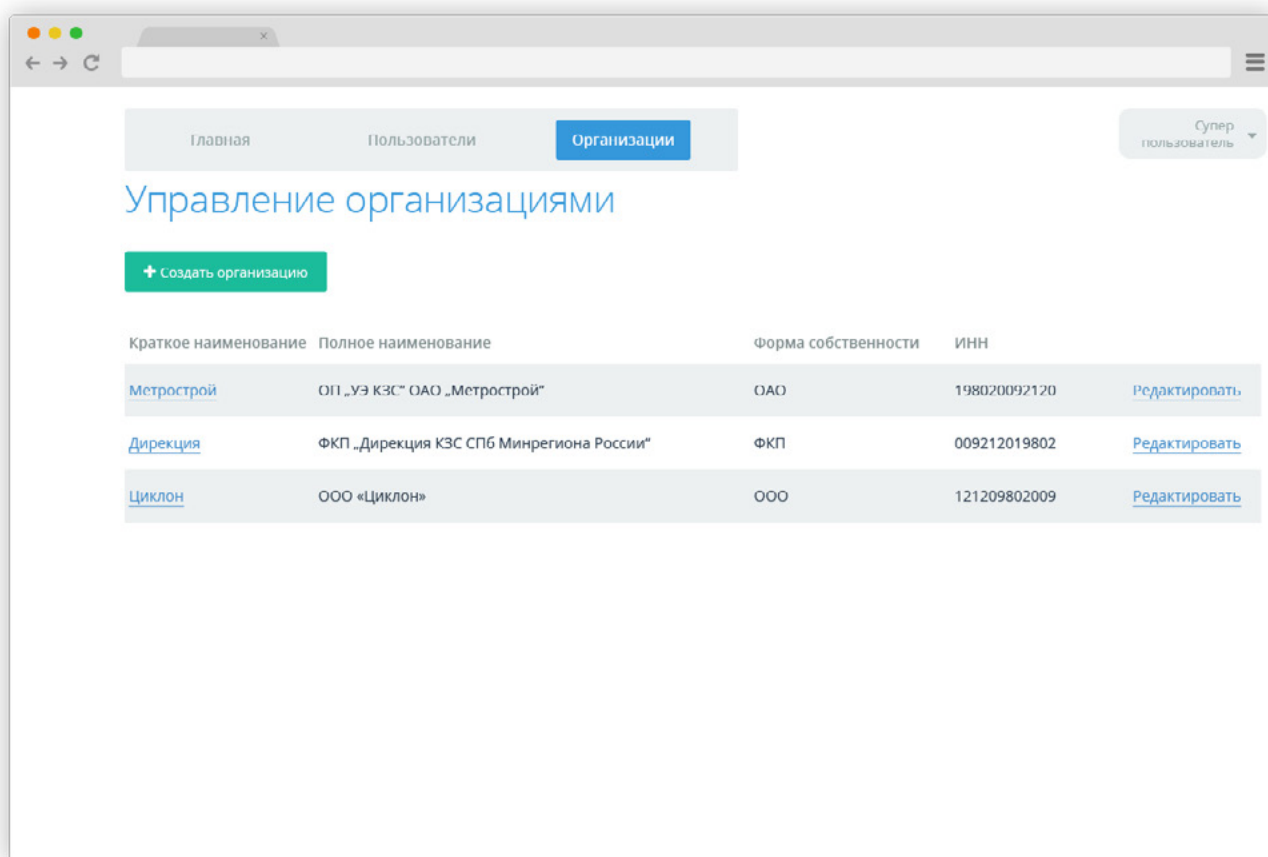 Главная Пользователи Организации
Супер
пользователь
Управление организациями
+ Создать организацию
Краткое наименование Полное наименование Форма собственности ИНН
Метрострой ОП „УЭ КЗС“ ОАО „Метрострой“ ОАО 198020092120 Редактировать
Дирекция ФКП „Дирекция КЗС СПб Минрегиона России“ ФКП 009212019802 Редактировать
Циклон ООО «Циклон» ООО 121209802009 Редактировать